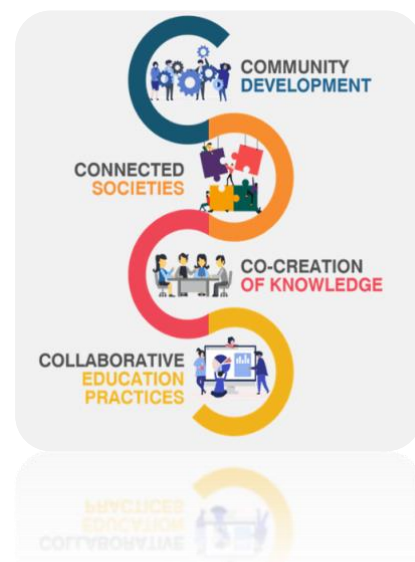 COMMUNITY
DEVELOPMENT
CONNECTED
SOCIETIES
CO-CREATION
OF KNOWLEDGE
COLLABORATIVE
EDUCATION
PRACTICES